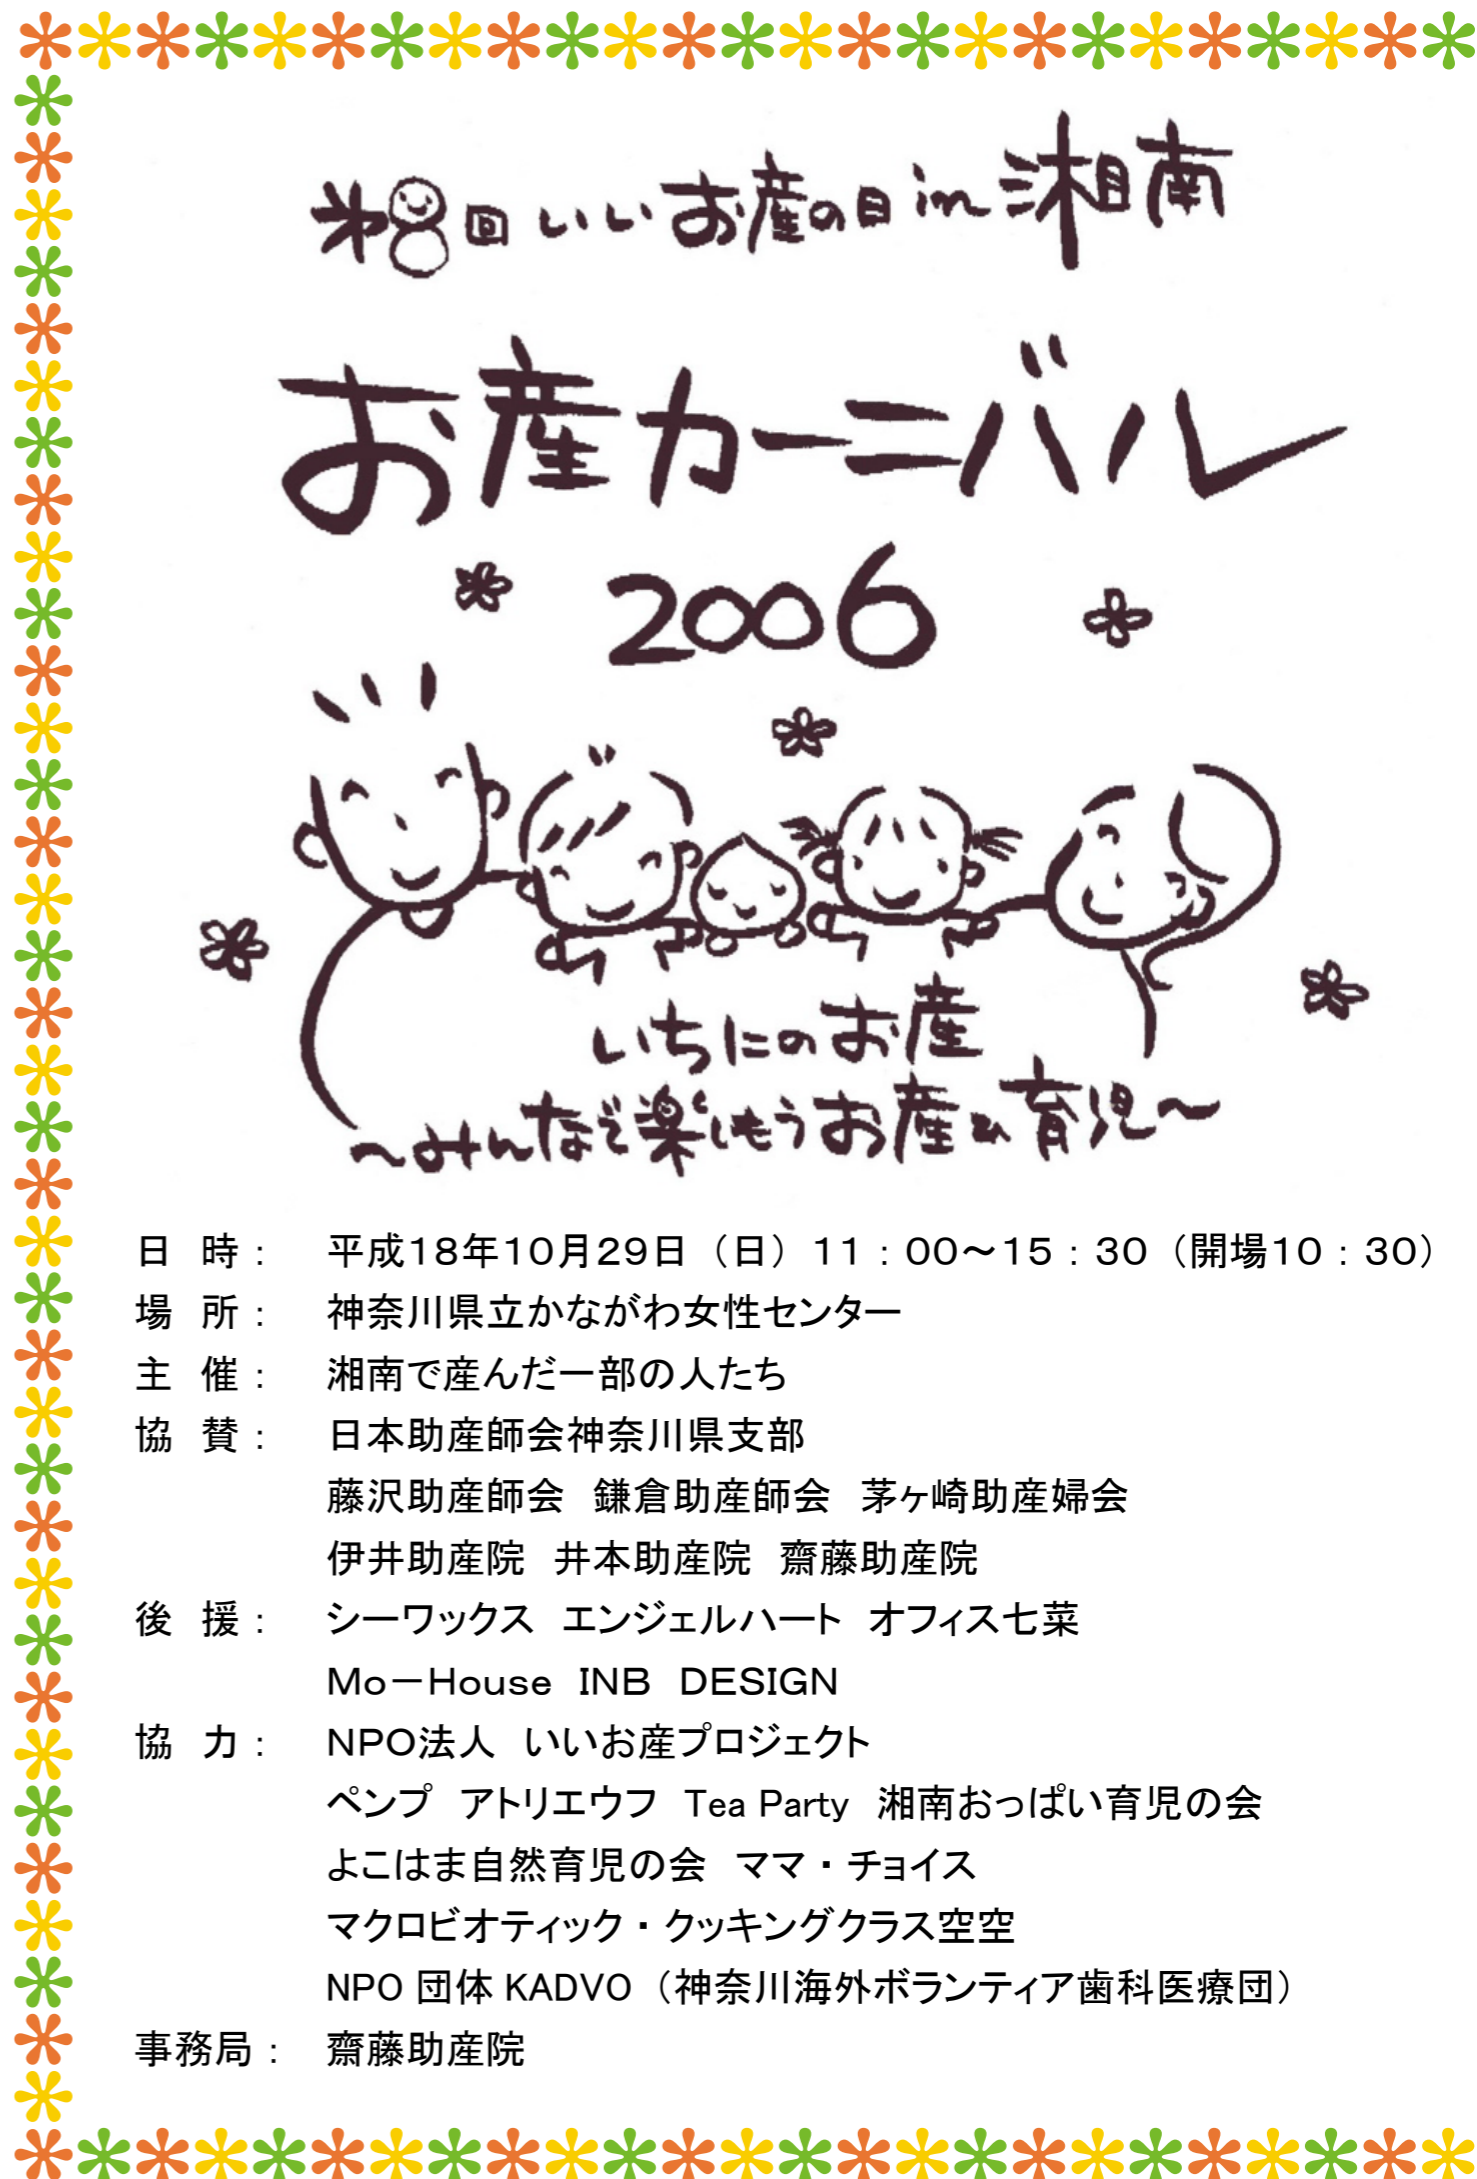 第8回いいお産の日in湘南
お産カーニバル
2006
いちにのお産
～みんなで楽しもうお産&育児～
日　時：　平成18年10月29日（日）11：00～15：30（開場10：30）
場　所：　神奈川県立かながわ女性センター
主　催：　湘南で産んだ一部の人たち
協　賛：　日本助産師会神奈川県支部
藤沢助産師会　鎌倉助産師会　茅ヶ崎助産婦会
伊井助産院　井本助産院　齋藤助産院
後　援：　シーワックス　エンジェルハート　オフィス七菜
Mo－House　INB　DESIGN
協　力：　NPO法人　いいお産プロジェクト
ペンプ　アトリエウフ　Tea Party　湘南おっぱい育児の会
よこはま自然育児の会　ママ・チョイス
マクロビオティック・クッキングクラス空空
NPO 団体 KADVO（神奈川海外ボランティア歯科医療団）
事務局：　齋藤助産院